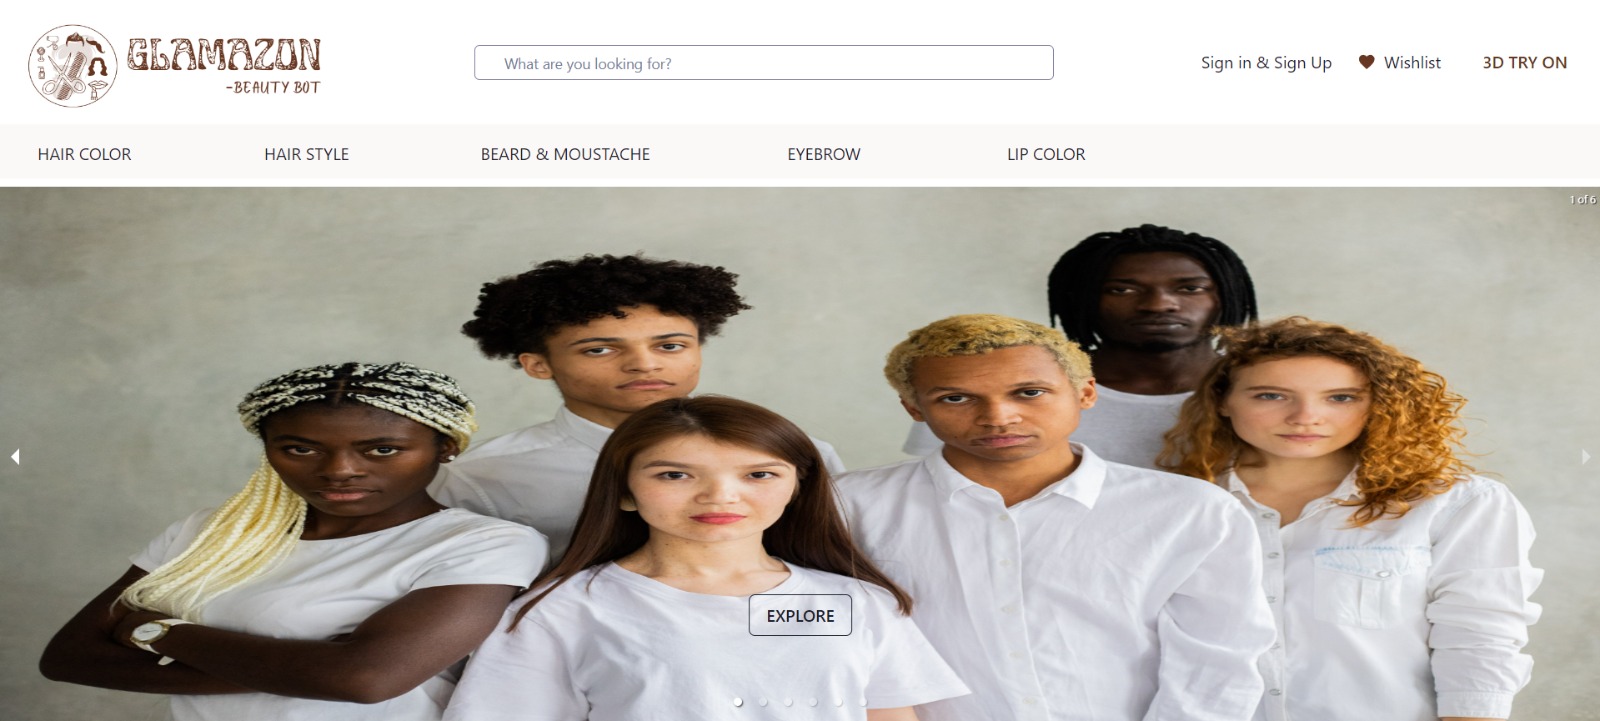 GLAMAZON
-BEAUTY BOT
What are you looking for?
Sign in & Sign Up
Wishlist
3D TRY ON
HAIR COLOR
HAIR STYLE
BEARD & MOUSTACHE
EYEBROW
LIP COLOR
1 of 6
EXPLORE